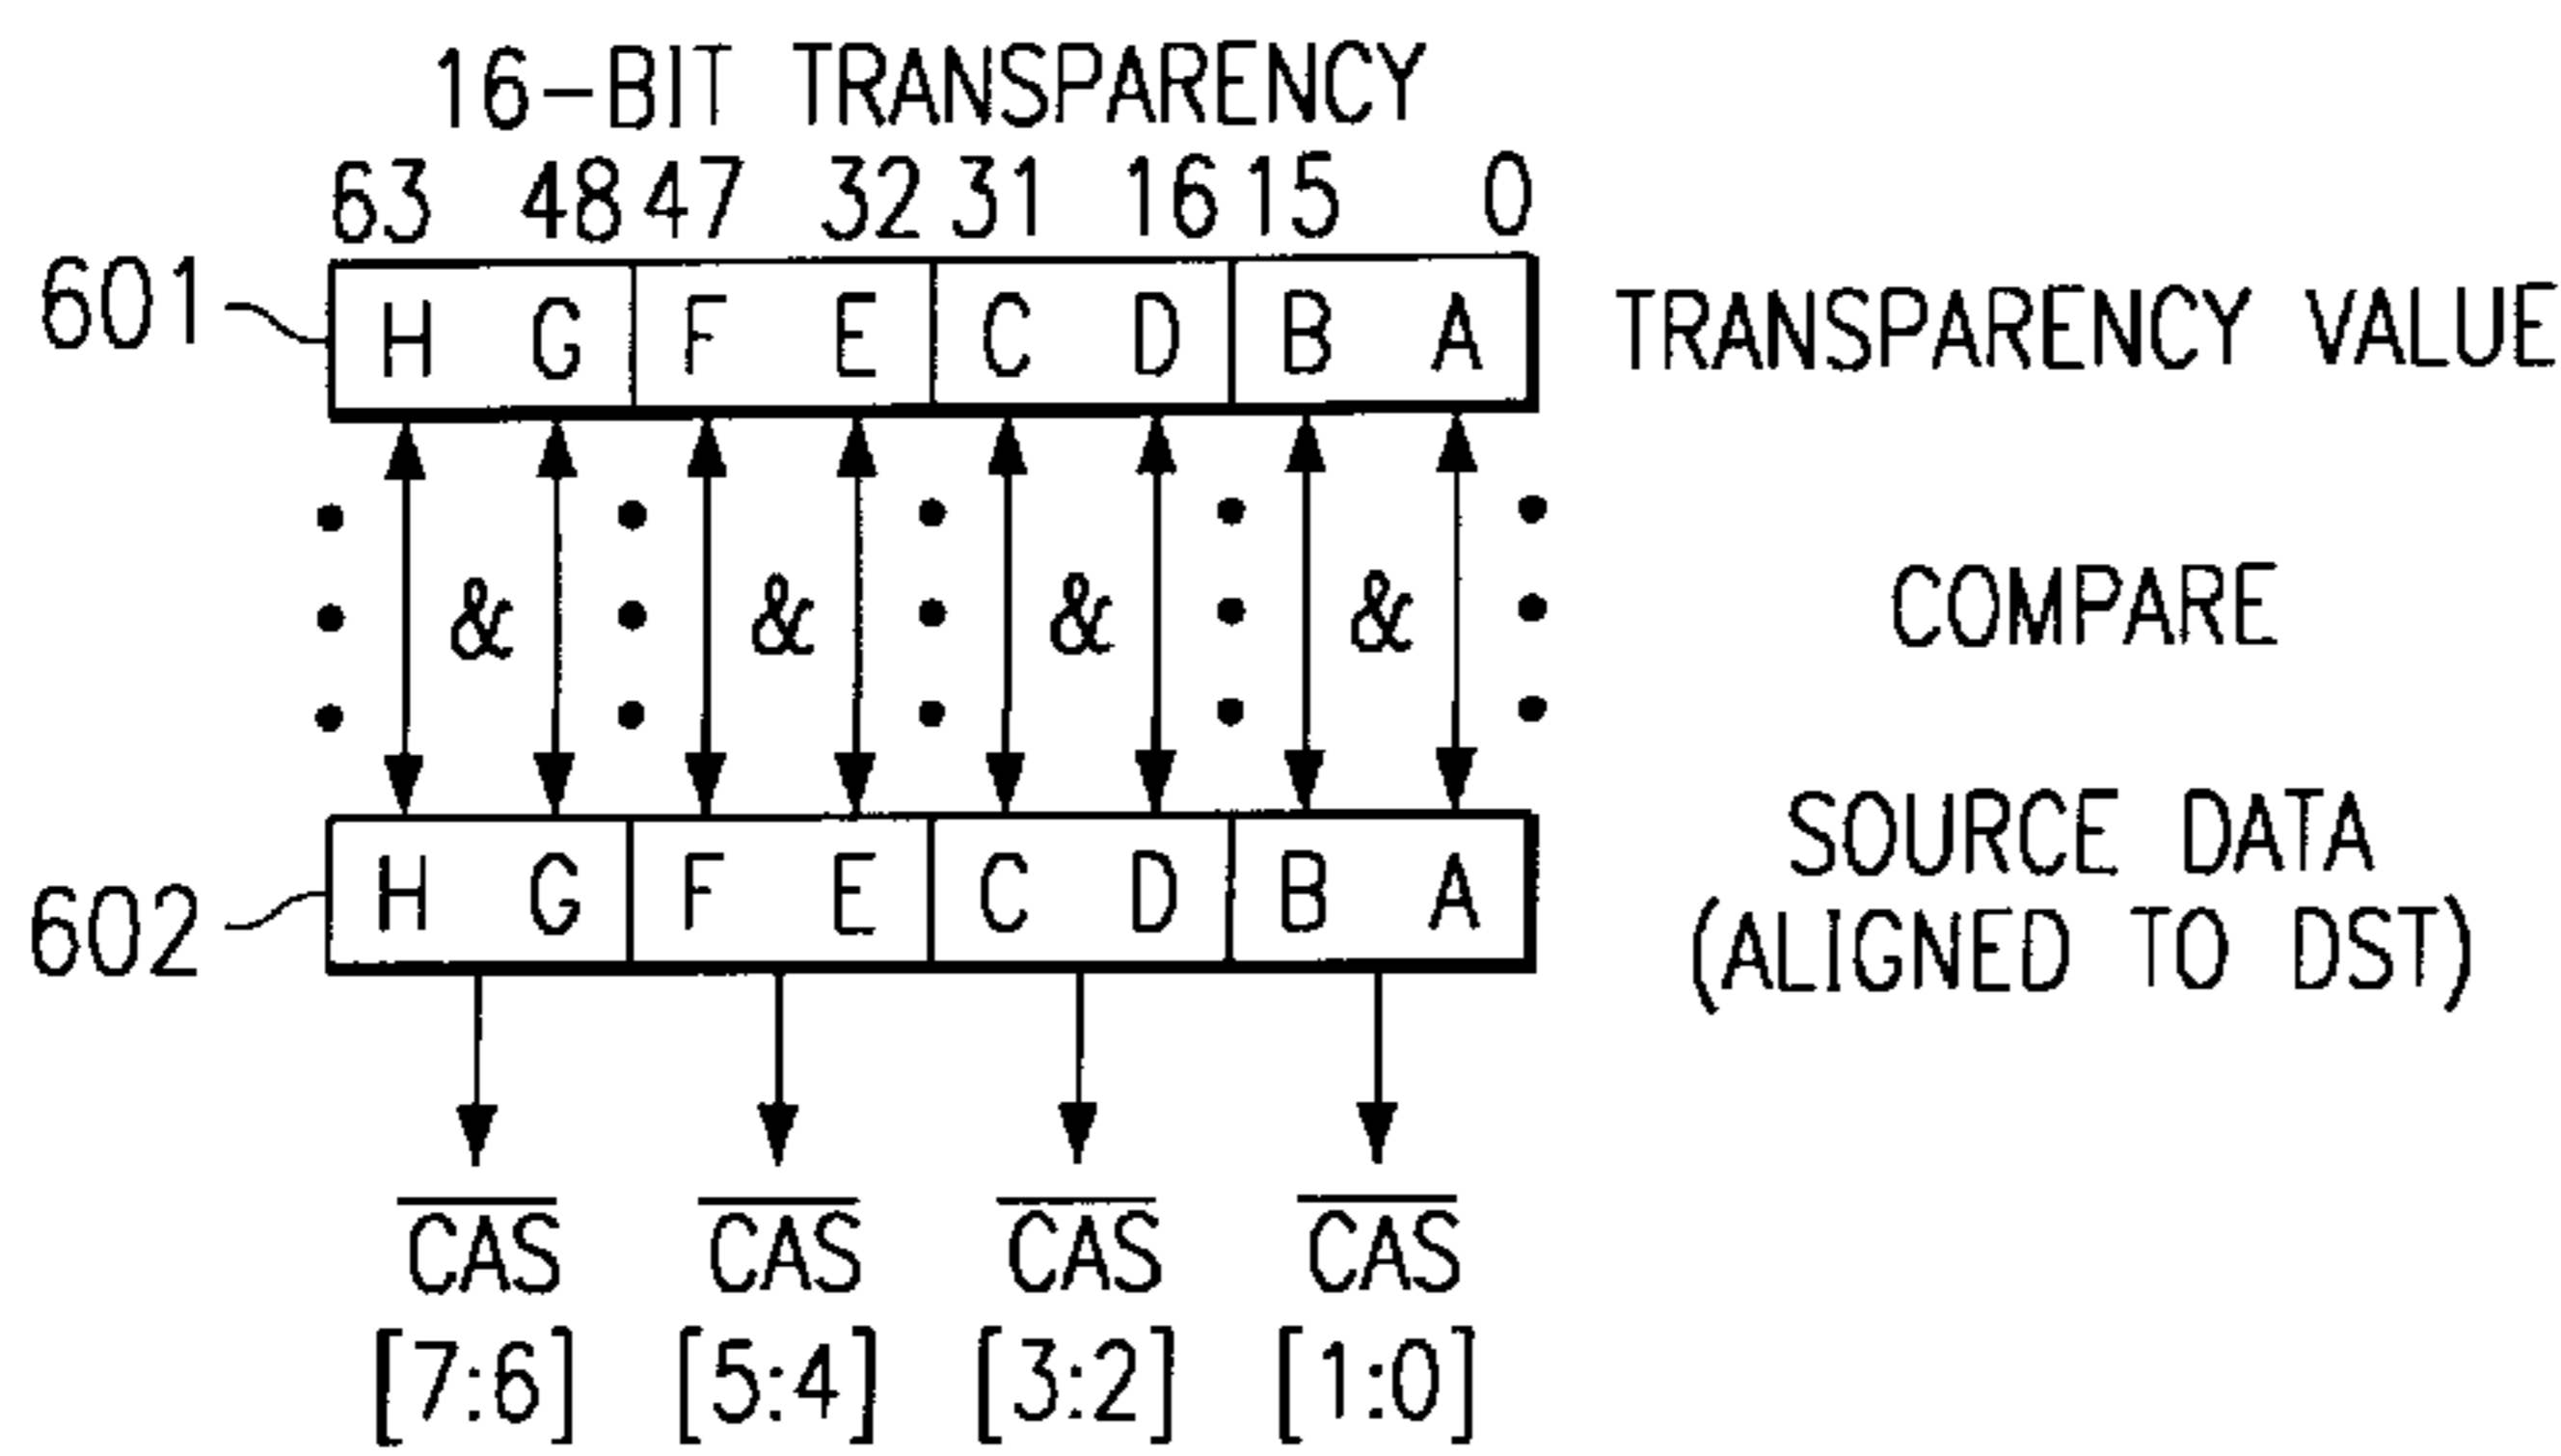 16-BIT TRANSPARENCY
63 48 47 32 31 16 15 0
601 H G F E C D B A TRANSPARENCY VALUE
& & & & COMPARE
602 H G F E C D B A SOURCE DATA
(ALIGNED TO DST)
CAS CAS CAS CAS
[7:6] [5:4] [3:2] [1:0]